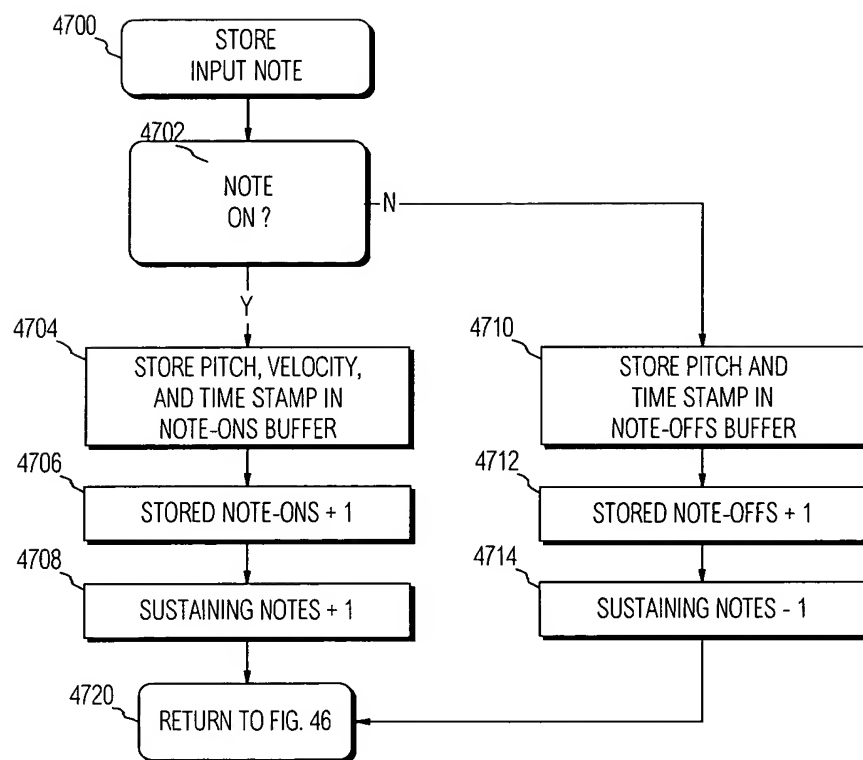 4700
STORE
INPUT NOTE
4702
NOTE
ON ?
N
Y
4704
STORE PITCH, VELOCITY,
AND TIME STAMP IN
NOTE-ONS BUFFER
4706
STORED NOTE-ONS + 1
4708
SUSTAINING NOTES + 1
4710
STORE PITCH AND
TIME STAMP IN
NOTE-OFFS BUFFER
4712
STORED NOTE-OFFS + 1
4714
SUSTAINING NOTES - 1
4720
RETURN TO FIG. 46